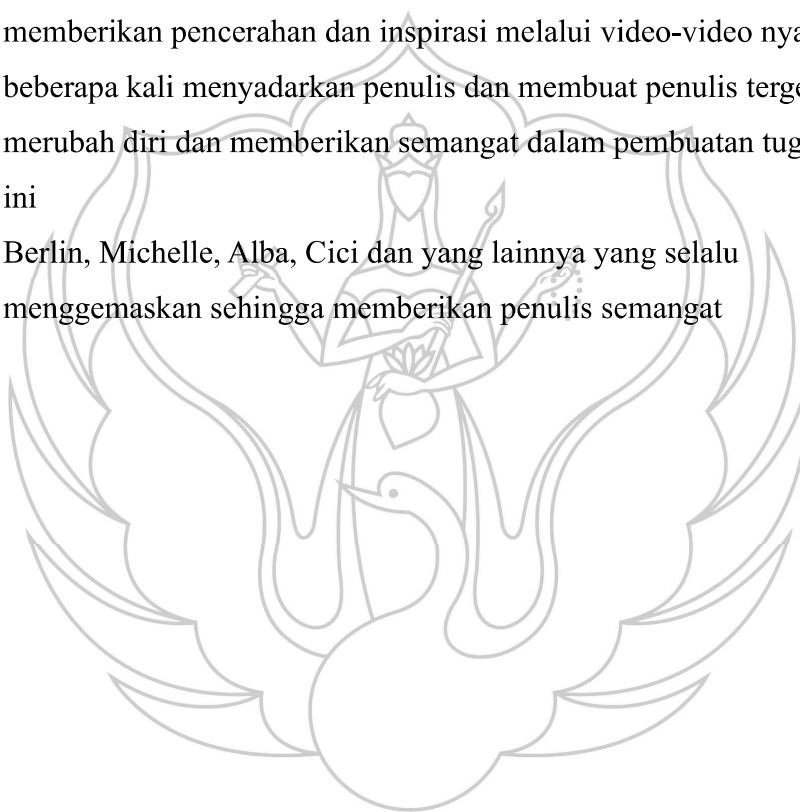 memberikan pencerahan dan inspirasi melalui video-video nya
beberapa kali menyadarkan penulis dan membuat penulis
merubah diri dan memberikan semangat dalam pembuatan
ini
Berlin, Michelle, Alba, Cici dan yang lainnya yang selalu
menggemaskan sehingga memberikan penulis semangat